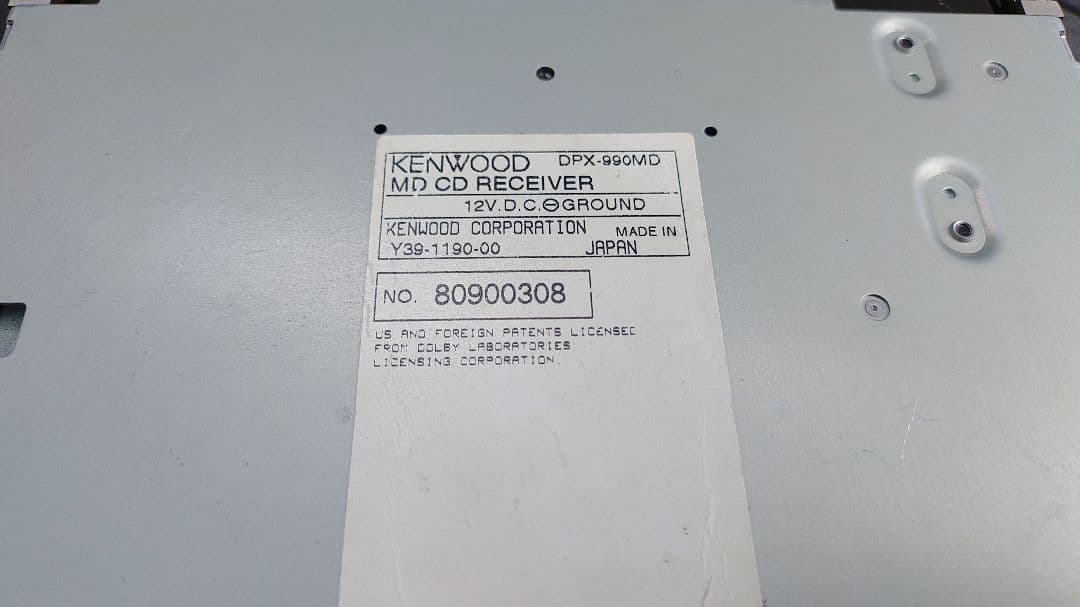 KENWOOD DPX-990MD
MD CD RECEIVER
12V.D.C.⊖GROUND
KENWOOD CORPORATION MADE IN
Y39-1190-00 JAPAN
NO. 80900308
US AND FOREIGN PATENTS LICENSED
FROM DOLBY LABORATORIES
LICENSING CORPORATION.